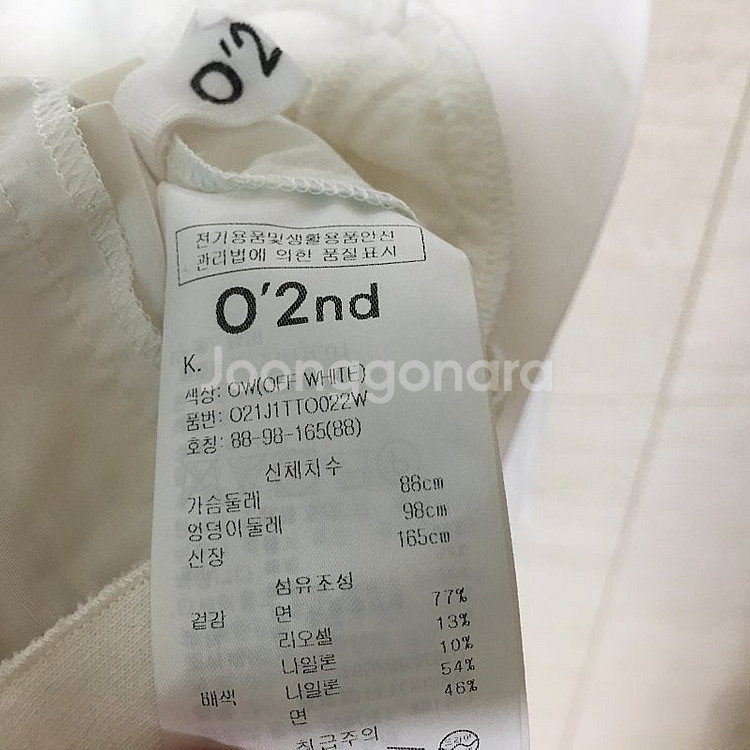 O'2
전기용품및생활용품안전
관리법에 의한 품질표시
O'2nd
K.
Joonggonara
색상: OW(OFF WHITE)
품번: O21J1TTO022W
호칭: 88-98-165(88)
신체치수
가슴둘레 88cm
엉덩이둘레 98cm
신장 165cm
섬유조성
겉감 면 77%
리오셀 13%
나일론 10%
배색 나일론 54%
면 46%
취급주의
드라이